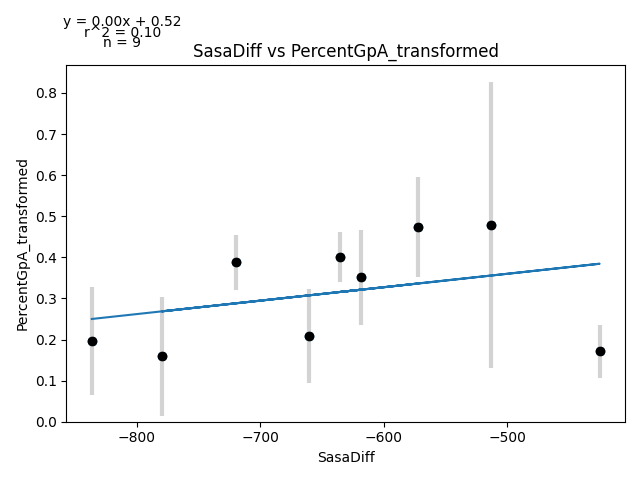 y = 0.00x + 0.52
r^2 = 0.10
n = 9
SasaDiff vs PercentGpA_transformed
PercentGpA_transformed
0.8
0.7
0.6
0.5
0.4
0.3
0.2
0.1
0.0
−800
−700
−600
−500
SasaDiff